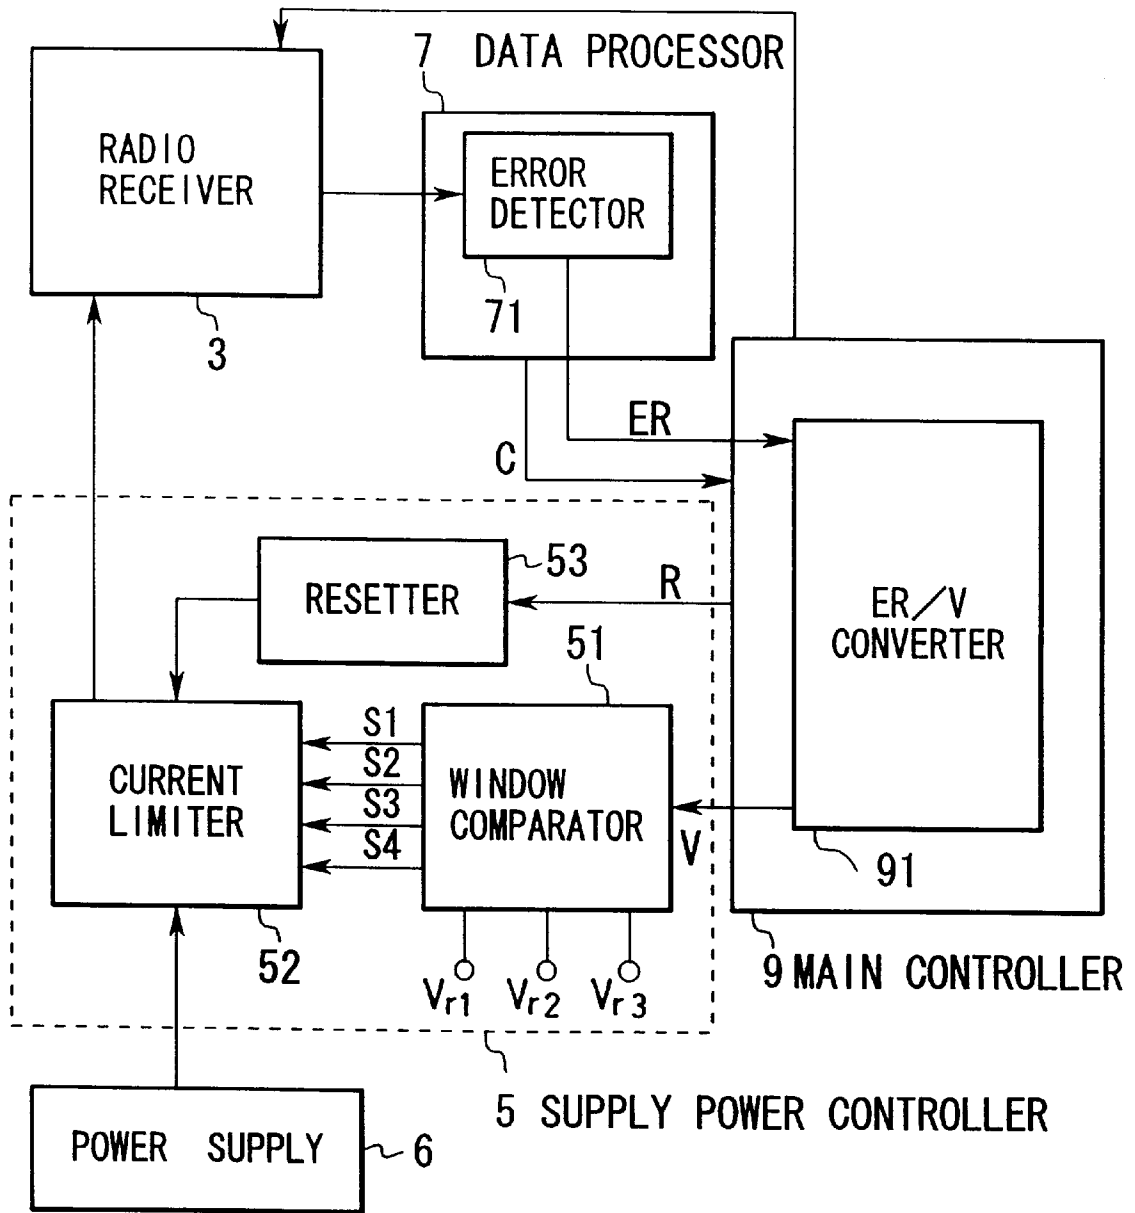 7 DATA PROCESSOR
RADIO
RECEIVER
3
ERROR
DETECTOR
71
ER
C
53
RESETTER
R
ER/V
CONVERTER
51
S1
S2
S3
S4
CURRENT
LIMITER
WINDOW
COMPARATOR
V
91
52
Vr1
Vr2
Vr3
9 MAIN CONTROLLER
5 SUPPLY POWER CONTROLLER
POWER SUPPLY
6